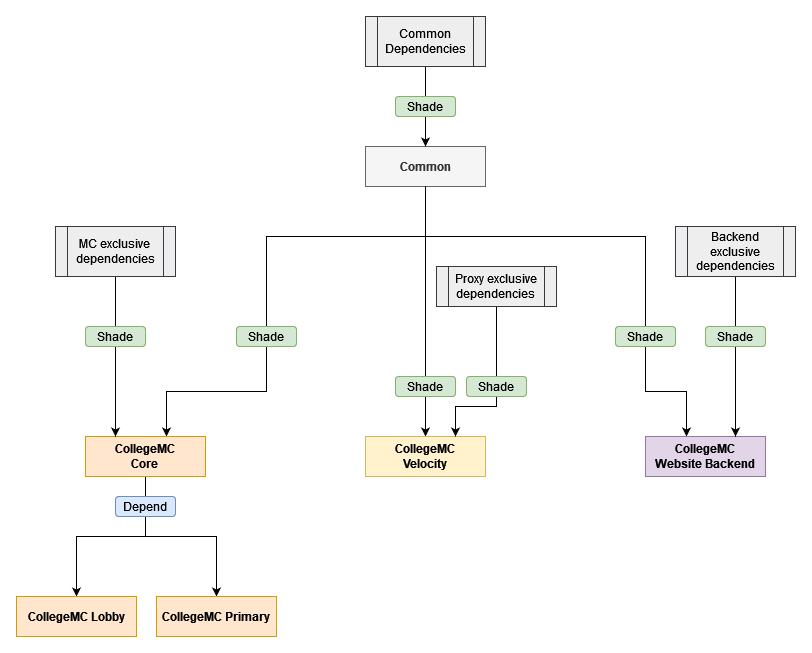 Common
Dependencies
Shade
Common
MC exclusive
dependencies
Backend
exclusive
dependencies
Proxy exclusive
dependencies
Shade
Shade
Shade
Shade
Shade
Shade
CollegeMC
Core
CollegeMC
Velocity
CollegeMC
Website Backend
Depend
CollegeMC Lobby
CollegeMC Primary